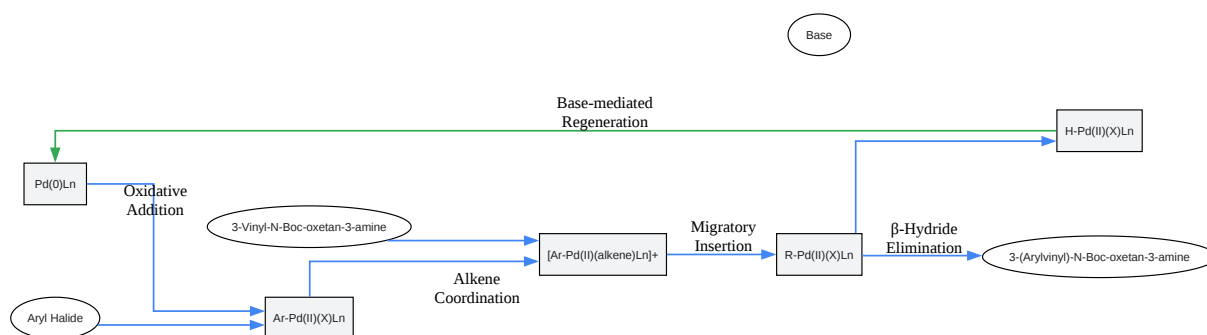 Base
Base-mediated
Regeneration
H-Pd(II)(X)Ln
Pd(0)Ln
Oxidative
Addition
3-Vinyl-N-Boc-oxetan-3-amine
Migratory
Insertion
β-Hydride
Elimination
[Ar-Pd(II)(alkene)Ln]+
R-Pd(II)(X)Ln
3-(Arylvinyl)-N-Boc-oxetan-3-amine
Alkene
Coordination
Aryl Halide
Ar-Pd(II)(X)Ln